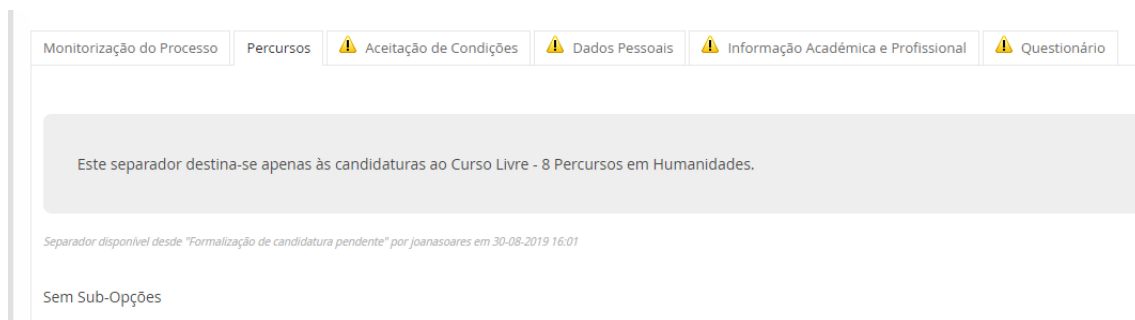 Monitorização do Processo Percursos Aceitação de Condições Dados Pessoais Informação Académica e Profissional Questionário
Este separador destina-se apenas às candidaturas ao Curso Livre - 8 Percursos em Humanidades.
Separador disponível desde "Formalização de candidatura pendente" por joanasoares em 30-08-2019 16:01
Sem Sub-Opções